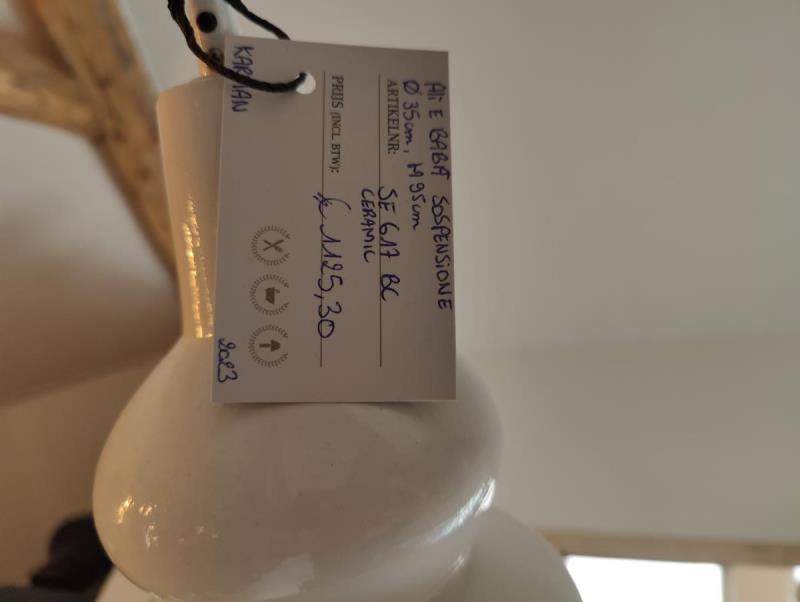 Ali E BABA SOSPENSIONE
Ø 35cm, H 95cm
ARTIKELNR: SE 617 BC
CERAMIC
PRIJS (INCL. BTW): € 1125,30
KARMAN 2023